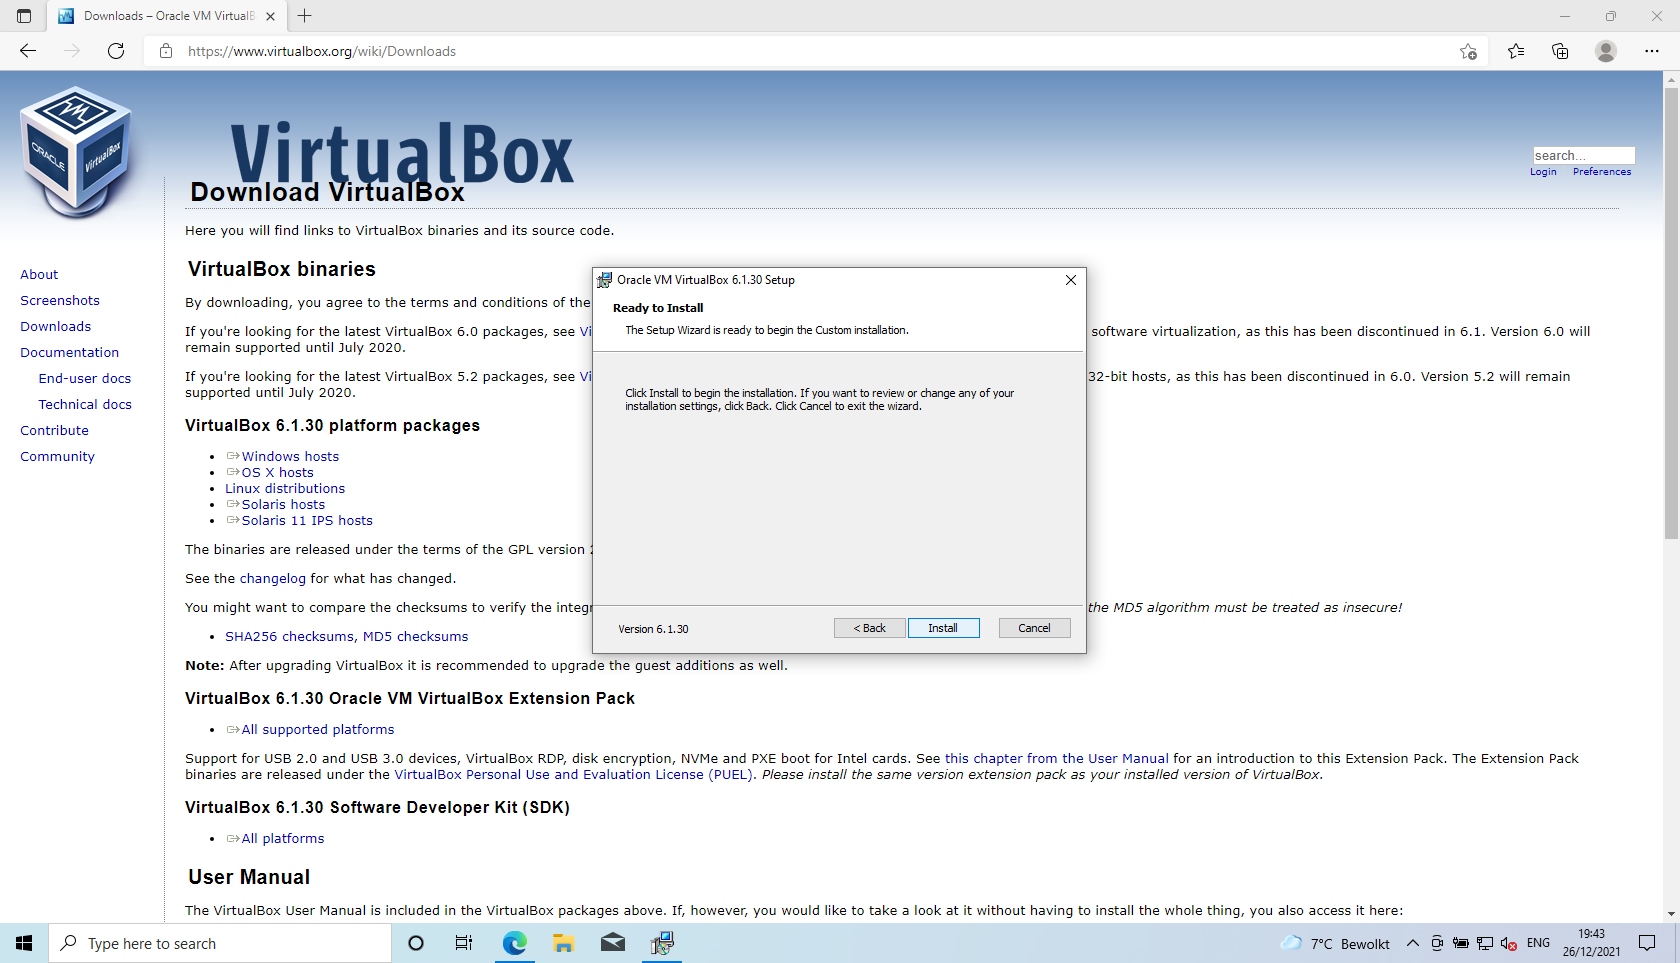 Downloads – Oracle VM VirtualB
https://www.virtualbox.org/wiki/Downloads
ORACLE
VirtualBox
VirtualBox
search...
Login Preferences
Download VirtualBox
Here you will find links to VirtualBox binaries and its source code.
About
Screenshots
Downloads
Documentation
End-user docs
Technical docs
Contribute
Community
VirtualBox binaries
By downloading, you agree to the terms and conditions of the
If you're looking for the latest VirtualBox 6.0 packages, see Vi software virtualization, as this has been discontinued in 6.1. Version 6.0 will
remain supported until July 2020.
If you're looking for the latest VirtualBox 5.2 packages, see Vi 32-bit hosts, as this has been discontinued in 6.0. Version 5.2 will remain
supported until July 2020.
VirtualBox 6.1.30 platform packages
Windows hosts
OS X hosts
Linux distributions
Solaris hosts
Solaris 11 IPS hosts
The binaries are released under the terms of the GPL version 2
See the changelog for what has changed.
You might want to compare the checksums to verify the integr the MD5 algorithm must be treated as insecure!
SHA256 checksums, MD5 checksums
Note: After upgrading VirtualBox it is recommended to upgrade the guest additions as well.
VirtualBox 6.1.30 Oracle VM VirtualBox Extension Pack
All supported platforms
Support for USB 2.0 and USB 3.0 devices, VirtualBox RDP, disk encryption, NVMe and PXE boot for Intel cards. See this chapter from the User Manual for an introduction to this Extension Pack. The Extension Pack
binaries are released under the VirtualBox Personal Use and Evaluation License (PUEL). Please install the same version extension pack as your installed version of VirtualBox.
VirtualBox 6.1.30 Software Developer Kit (SDK)
All platforms
User Manual
The VirtualBox User Manual is included in the VirtualBox packages above. If, however, you would like to take a look at it without having to install the whole thing, you also access it here:
Oracle VM VirtualBox 6.1.30 Setup
Ready to Install
The Setup Wizard is ready to begin the Custom installation.
Click Install to begin the installation. If you want to review or change any of your
installation settings, click Back. Click Cancel to exit the wizard.
Version 6.1.30
< Back Install Cancel
Type here to search
7°C Bewolkt
ENG
19:43
26/12/2021